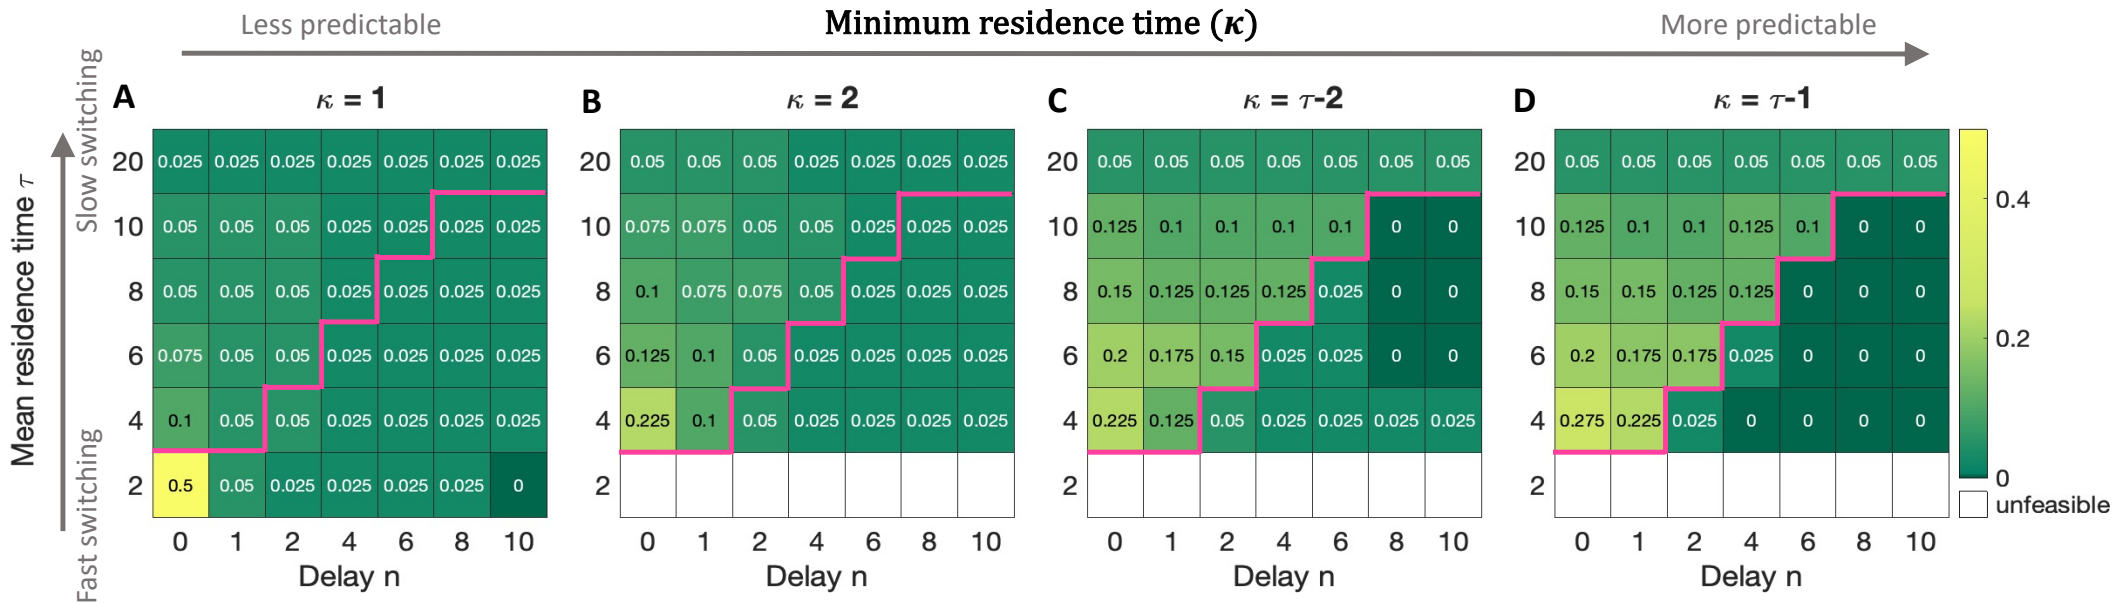 Less predictable
Minimum residence time (κ)
More predictable
Slow switching
Mean residence time τ
Fast switching
A
κ = 1
20 0.025 0.025 0.025 0.025 0.025 0.025 0.025
10 0.05 0.05 0.05 0.025 0.025 0.025 0.025
8 0.05 0.05 0.05 0.025 0.025 0.025 0.025
6 0.075 0.05 0.05 0.025 0.025 0.025 0.025
4 0.1 0.05 0.05 0.025 0.025 0.025 0.025
2 0.5 0.05 0.025 0.025 0.025 0.025 0
0 1 2 4 6 8 10
Delay n
B
κ = 2
20 0.05 0.05 0.05 0.025 0.025 0.025 0.025
10 0.075 0.075 0.05 0.05 0.025 0.025 0.025
8 0.1 0.075 0.075 0.05 0.025 0.025 0.025
6 0.125 0.1 0.05 0.025 0.025 0.025 0.025
4 0.225 0.1 0.05 0.025 0.025 0.025 0.025
2
0 1 2 4 6 8 10
Delay n
C
κ = τ-2
20 0.05 0.05 0.05 0.05 0.05 0.05 0.05
10 0.125 0.1 0.1 0.1 0.1 0 0
8 0.15 0.125 0.125 0.125 0.025 0 0
6 0.2 0.175 0.15 0.025 0.025 0 0
4 0.225 0.125 0.05 0.025 0.025 0.025 0.025
2
0 1 2 4 6 8 10
Delay n
D
κ = τ-1
20 0.05 0.05 0.05 0.05 0.05 0.05 0.05
10 0.125 0.1 0.1 0.125 0.1 0 0
8 0.15 0.15 0.125 0.125 0 0 0
6 0.2 0.175 0.175 0.025 0 0 0
4 0.275 0.225 0.025 0 0 0 0
2
0 1 2 4 6 8 10
Delay n
0.4
0.2
0
unfeasible